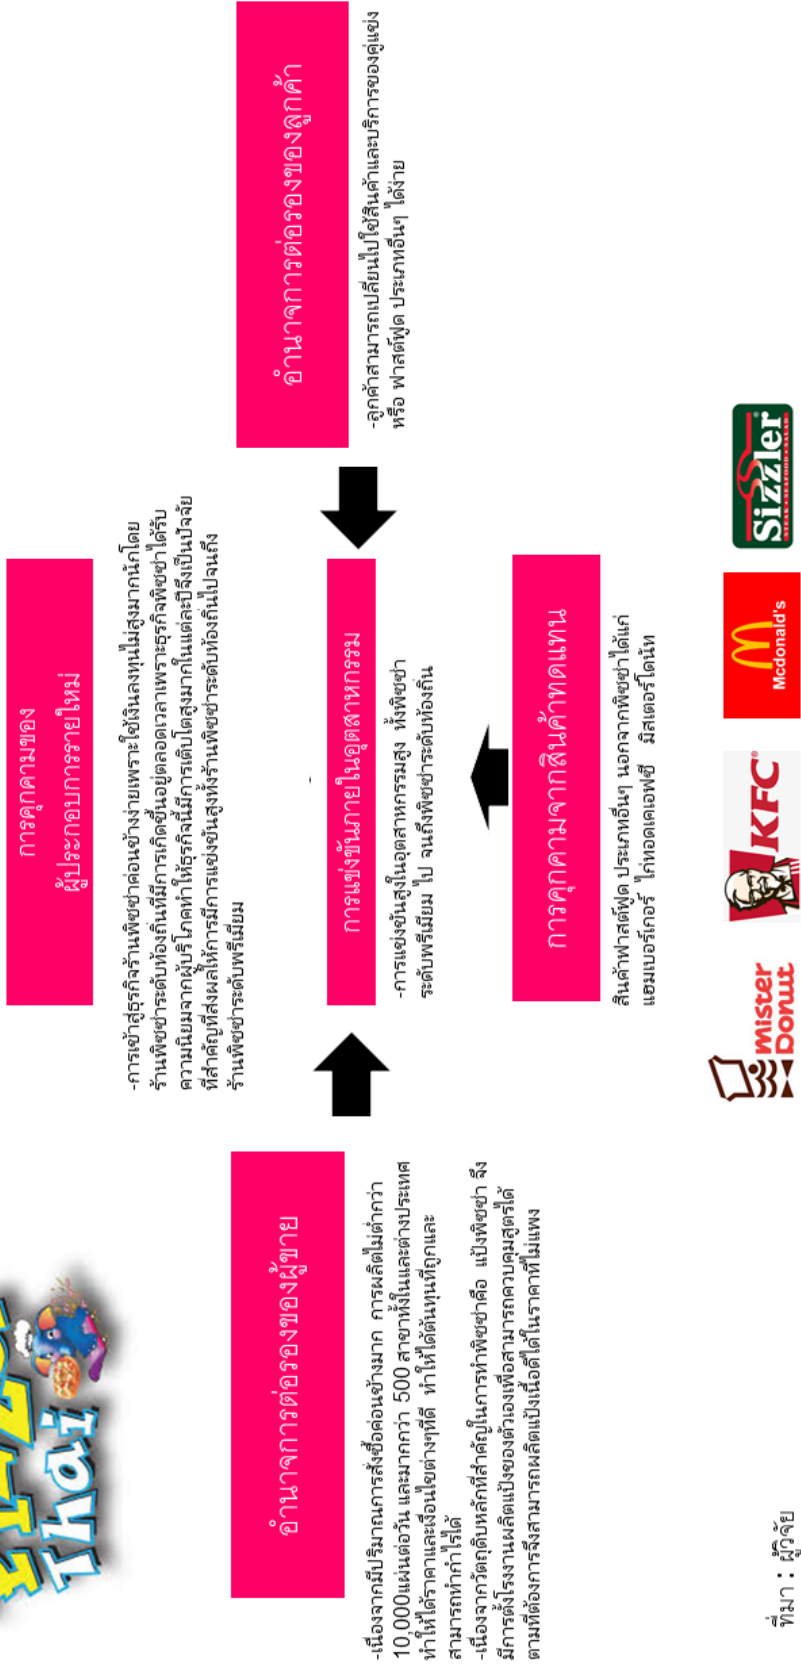 Thai
การคุกคามของ
ผู้ประกอบการรายใหม่
-การเข้าสู่ธุรกิจร้านพิซซ่าค่อนข้างง่ายเพราะใช้เงินลงทุนไม่สูงมากนักโดย
ร้านพิซซ่าระดับท้องถิ่นที่มีการเกิดขึ้นอยู่ตลอดเวลาเพราะธุรกิจพิซซ่าได้รับ
ความนิยมจากผู้บริโภคทำให้ธุรกิจนี้มีการเติบโตสูงมากในแต่ละปีจึงเป็นปัจจัย
ที่สำคัญที่ส่งผลให้การมีการแข่งขันสูงทั้งร้านพิซซ่าระดับท้องถิ่นไปจนถึง
ร้านพิซซ่าระดับพรีเมียม
อำนาจการต่อรองของผู้ขาย
-เนื่องจากมีปริมาณการสั่งซื้อค่อนข้างมาก การผลิตไม่ต่ำกว่า
10,000แผ่นต่อวัน และมากกว่า 500 สาขาทั้งในและต่างประเทศ
ทำให้ได้ราคาและเงื่อนไขต่างๆที่ดี ทำให้ได้ต้นทุนที่ถูกและ
สามารถทำกำไรได้
-เนื่องจากวัตถุดิบหลักที่สำคัญในการทำพิซซ่าคือ แป้งพิซซ่า จึง
มีการตั้งโรงงานผลิตแป้งของตัวเองเพื่อสามารถควบคุมสูตรได้
ตามที่ต้องการจึงสามารถผลิตแป้งเนื้อดีได้ในราคาที่ไม่แพง
การแข่งขันภายในอุตสาหกรรม
-การแข่งขันสูงในอุตสาหกรรมสูง ทั้งพิซซ่า
ระดับพรีเมียม ไป จนถึงพิซซ่าระดับท้องถิ่น
อำนาจการต่อรองของลูกค้า
-ลูกค้าสามารถเปลี่ยนไปใช้สินค้าและบริการของคู่แข่ง
หรือ ฟาสต์ฟูด ประเภทอื่นๆ ได้ง่าย
การคุกคามจากสินค้าทดแทน
สินค้าฟาสต์ฟูด ประเภทอื่นๆ นอกจากพิซซ่าได้แก่
แฮมเบอร์เกอร์ ไก่ทอดเคเอฟซี มิสเตอร์โดนัท
Mister
Donut
KFC
Mcdonald's
Sizzler
STEAK • SEAFOOD • SALAD
ที่มา : ผู้วิจัย